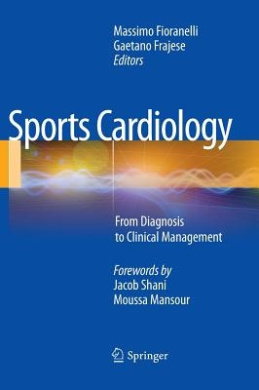 Massimo Fioranelli
Gaetano Frajese
Editors
Sports Cardiology
From Diagnosis
to Clinical Management
Forewords by
Jacob Shani
Moussa Mansour
Springer